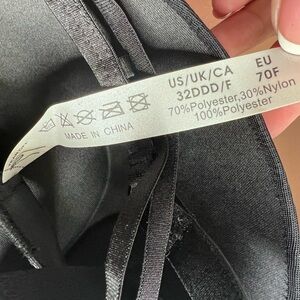 US/UK/CA EU
32DDD/F 70F
70%Polyester,30%Nylon
100%Polyester
MADE IN CHINA